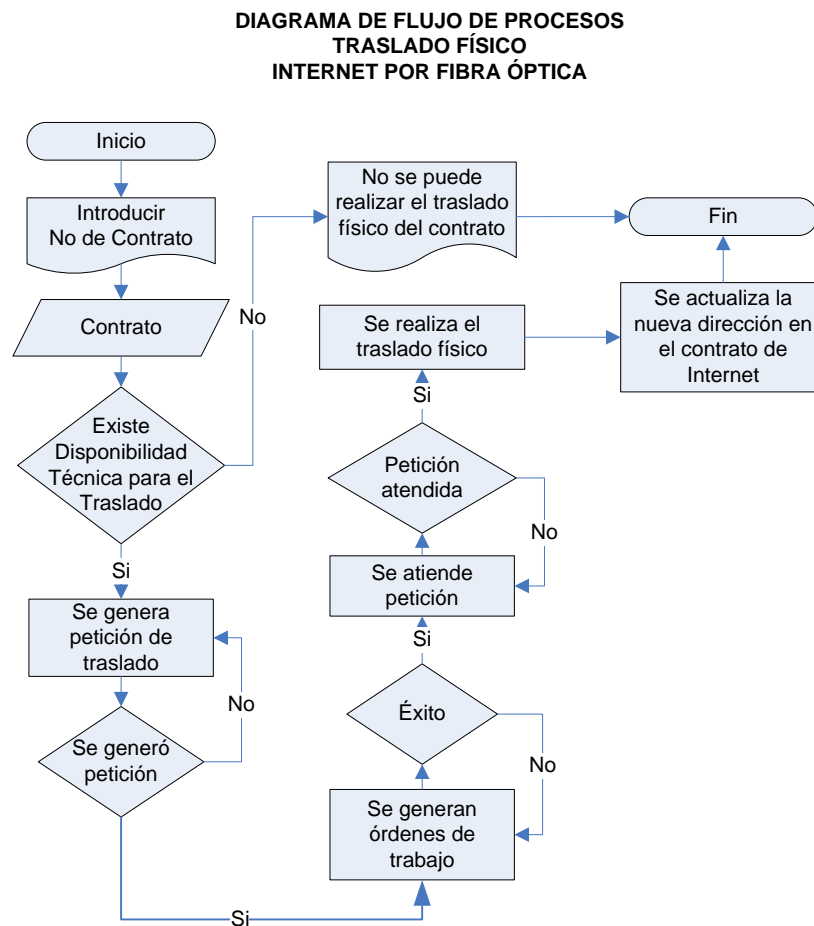 DIAGRAMA DE FLUJO DE PROCESOS
TRASLADO FÍSICO
INTERNET POR FIBRA ÓPTICA
Inicio
Introducir
No de Contrato
Contrato
Existe
Disponibilidad
Técnica para el
Traslado
No
Si
Se genera
petición de
traslado
Se generó
petición
No
Si
Se generan
órdenes de
trabajo
Éxito
No
Si
Se atiende
petición
Petición
atendida
No
Si
Se realiza el
traslado físico
Se actualiza la
nueva dirección en
el contrato de
Internet
No se puede
realizar el traslado
físico del contrato
Fin